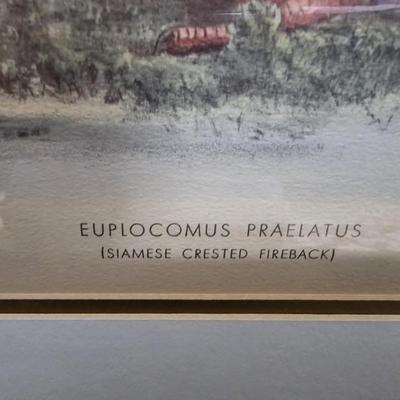 EUPLOCOMUS PRAELATUS
(SIAMESE CRESTED FIREBACK)